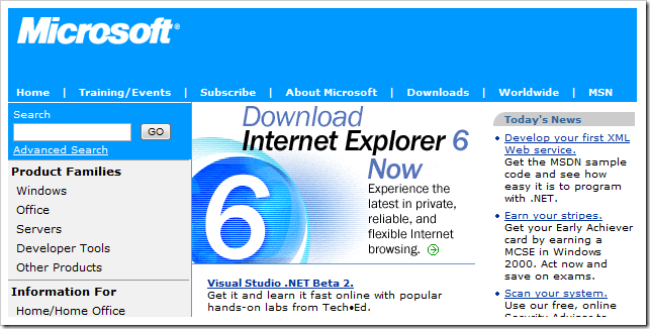 Microsoft®
Home | Training/Events | Subscribe | About Microsoft | Downloads | Worldwide | MSN
Search
GO
Advanced Search
Product Families
Windows
Office
Servers
Developer Tools
Other Products
Information For
Home/Home Office
Download
Internet Explorer 6
Now
Experience the
latest in private,
reliable, and
flexible Internet
browsing.
6
Visual Studio .NET Beta 2.
Get it and learn it fast online with popular
hands-on labs from Tech•Ed.
Today's News
Develop your first XML
Web service.
Get the MSDN sample
code and see how
easy it is to program
with .NET.
Earn your stripes.
Get your Early Achiever
card by earning a
MCSE in Windows
2000. Act now and
save on exams.
Scan your system.
Use our free, online
Security Advisor to